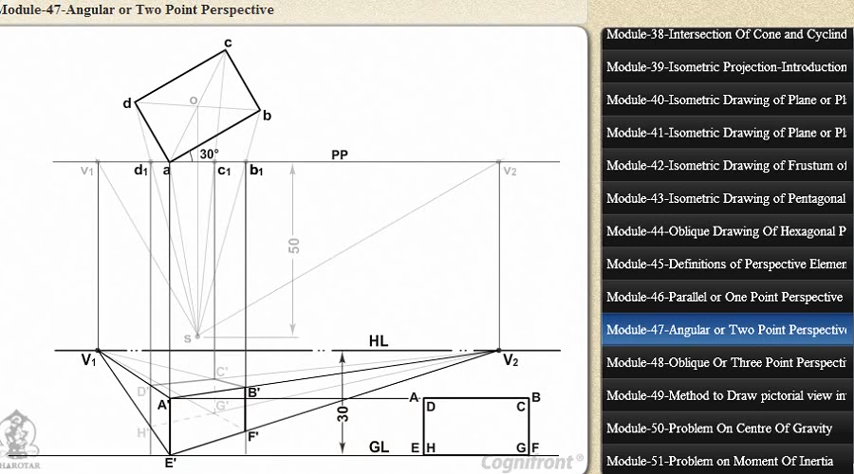 Module-47-Angular or Two Point Perspective
c
d
o
b
30°
PP
V1
d1
a
c1
b1
V2
50
S
HL
V1
V2
C'
D'
B'
A'
A
B
D
C
G'
30
H'
F'
E
H
G
F
GL
E'
Cognifront®
CHAROTAR
Module-38-Intersection Of Cone and Cylind
Module-39-Isometric Projection-Introduction
Module-40-Isometric Drawing of Plane or Pl
Module-41-Isometric Drawing of Plane or Pl
Module-42-Isometric Drawing of Frustum of
Module-43-Isometric Drawing of Pentagonal
Module-44-Oblique Drawing Of Hexagonal P
Module-45-Definitions of Perspective Elemen
Module-46-Parallel or One Point Perspective
Module-47-Angular or Two Point Perspective
Module-48-Oblique Or Three Point Perspecti
Module-49-Method to Draw pictorial view in
Module-50-Problem On Centre Of Gravity
Module-51-Problem on Moment Of Inertia